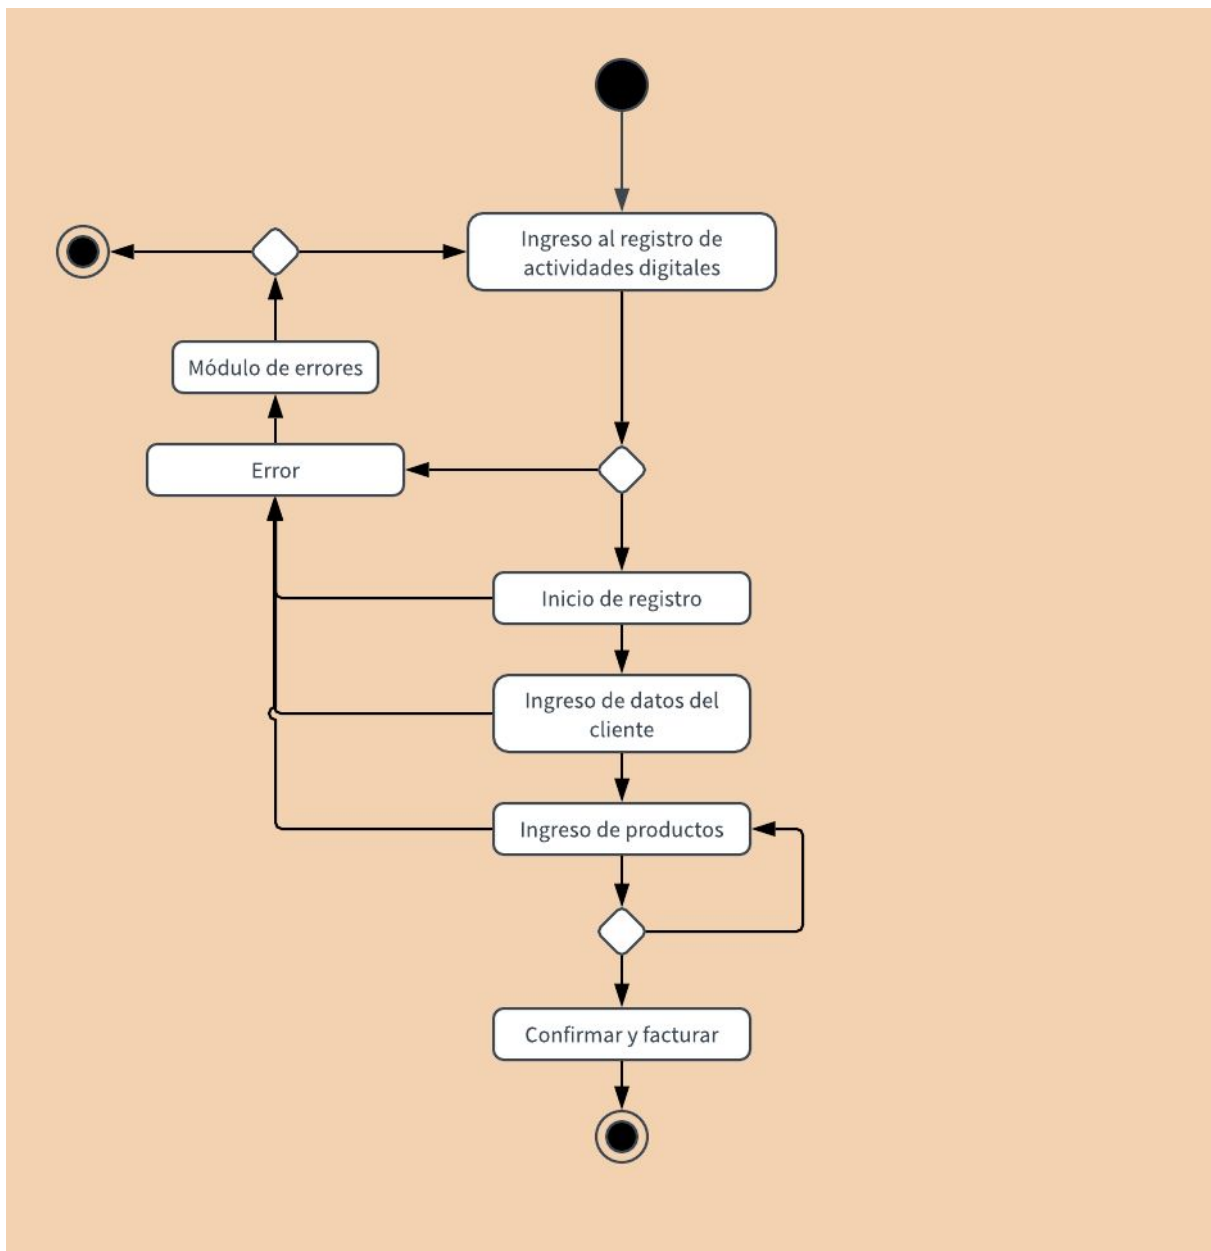 Ingreso al registro de
actividades digitales
Módulo de errores
Error
Inicio de registro
Ingreso de datos del
cliente
Ingreso de productos
Confirmar y facturar